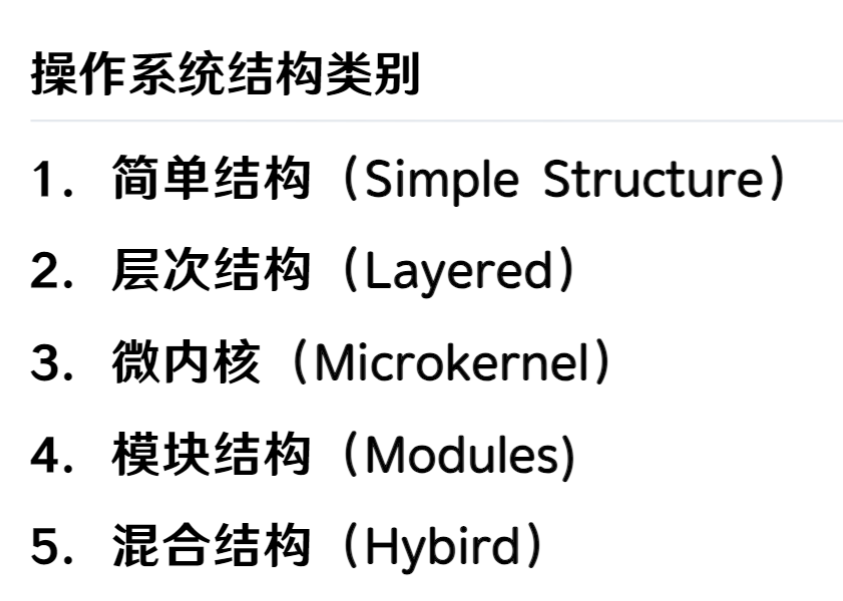 操作系统结构类别
1. 简单结构（Simple Structure）
2. 层次结构（Layered）
3. 微内核（Microkernel）
4. 模块结构（Modules)
5. 混合结构（Hybird）